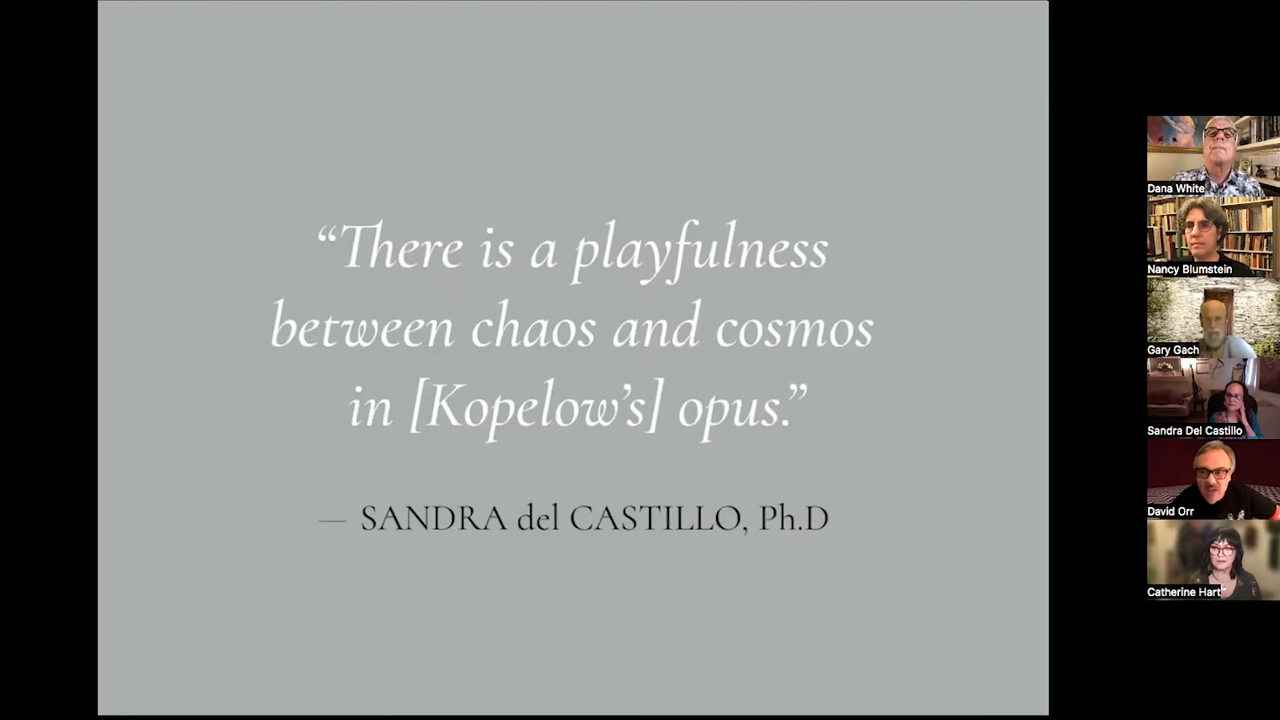 “There is a playfulness
between chaos and cosmos
in [Kopelow’s] opus.”
— SANDRA del CASTILLO, Ph.D
Dana White
Nancy Blumstein
Gary Gach
Sandra Del Castillo
David Orr
Catherine Hart